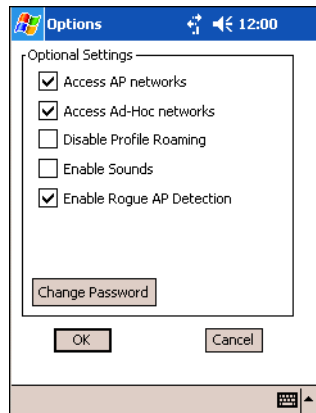 Options 12:00
Optional Settings
Access AP networks
Access Ad-Hoc networks
Disable Profile Roaming
Enable Sounds
Enable Rogue AP Detection
Change Password
OK Cancel